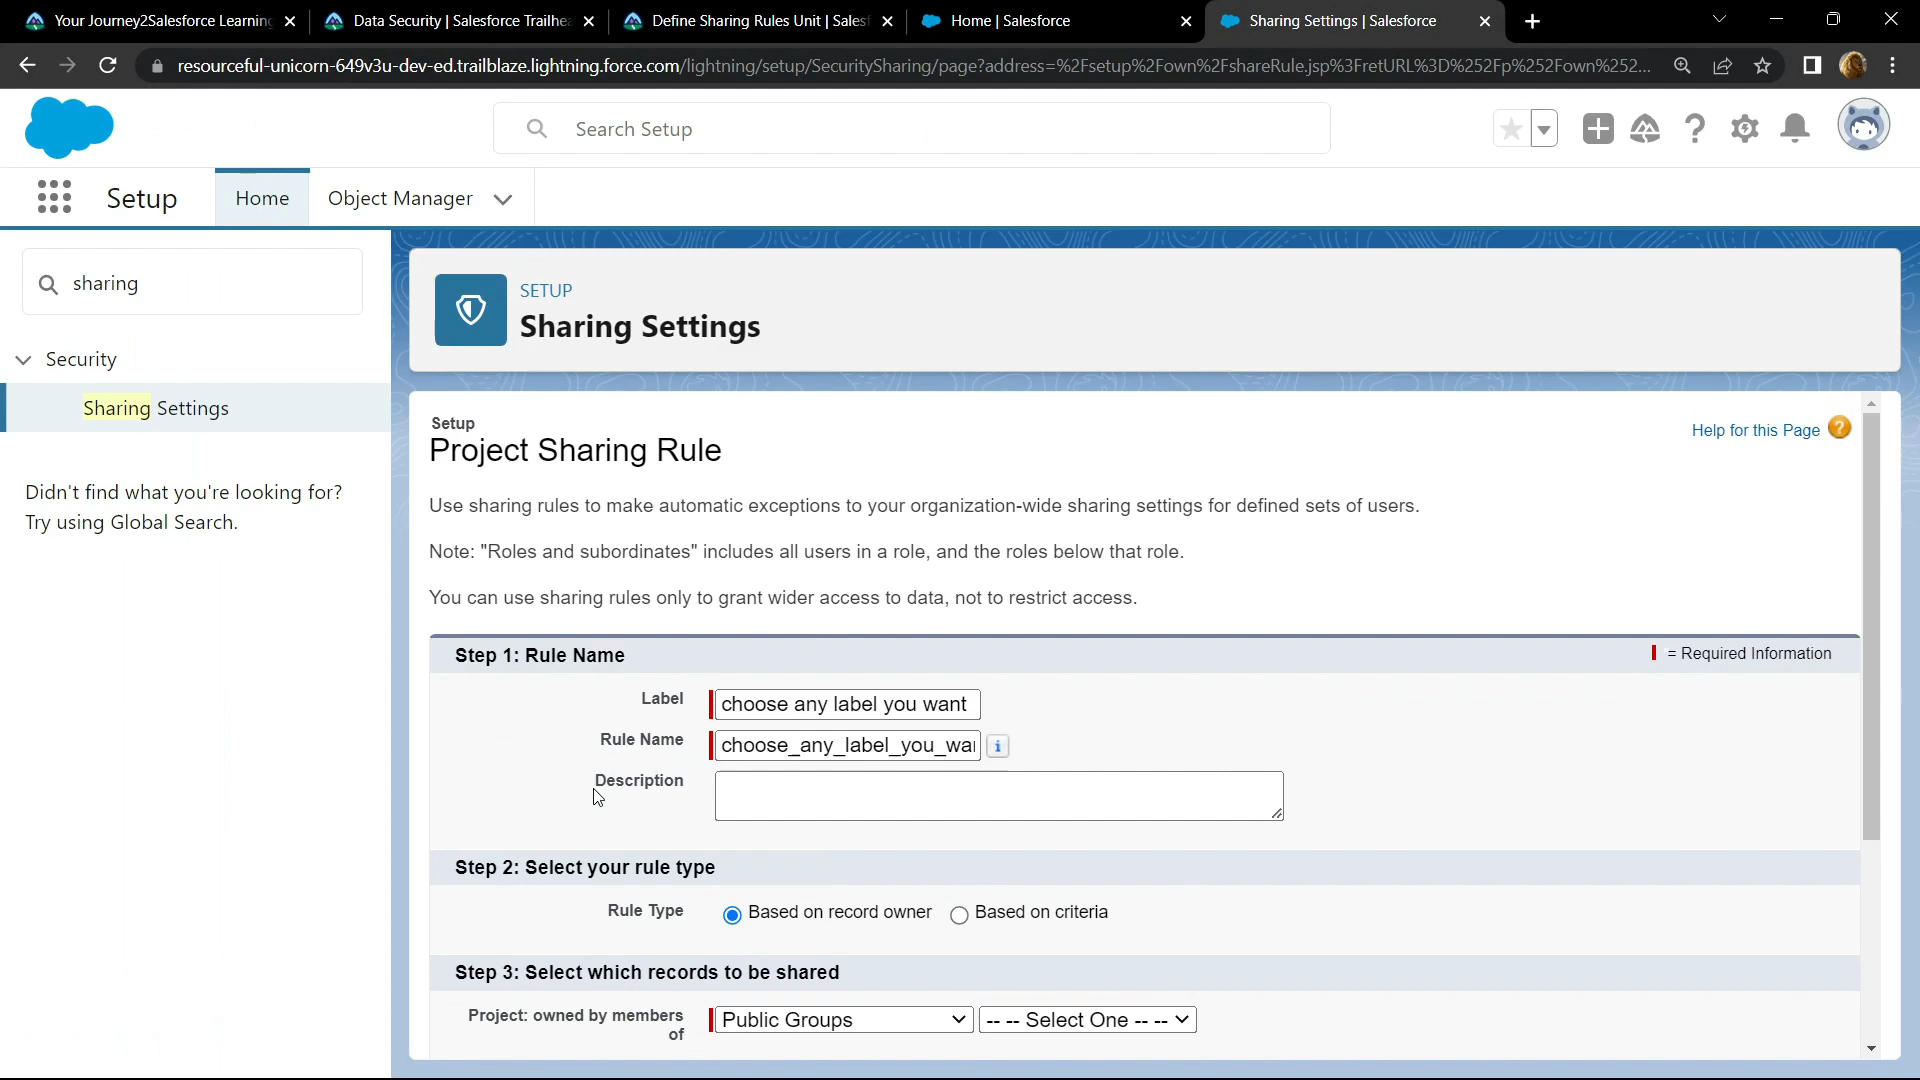 Your Journey2Salesforce Learning
Data Security | Salesforce Trailhe
Define Sharing Rules Unit | Sales
Home | Salesforce
Sharing Settings | Salesforce
resourceful-unicorn-649v3u-dev-ed.trailblaze.lightning.force.com/lightning/setup/SecuritySharing/page?address=%2Fsetup%2Fown%2FshareRule.jsp%3FretURL%3D%252Fp%252Fown%252...
Search Setup
Setup
Home
Object Manager
sharing
Security
Sharing Settings
Didn't find what you're looking for?
Try using Global Search.
SETUP
Sharing Settings
Setup
Project Sharing Rule
Help for this Page
Use sharing rules to make automatic exceptions to your organization-wide sharing settings for defined sets of users.
Note: "Roles and subordinates" includes all users in a role, and the roles below that role.
You can use sharing rules only to grant wider access to data, not to restrict access.
Step 1: Rule Name
= Required Information
Label
choose any label you want
Rule Name
choose_any_label_you_wa
Description
Step 2: Select your rule type
Rule Type
Based on record owner
Based on criteria
Step 3: Select which records to be shared
Project: owned by members
of
Public Groups
-- -- Select One -- --